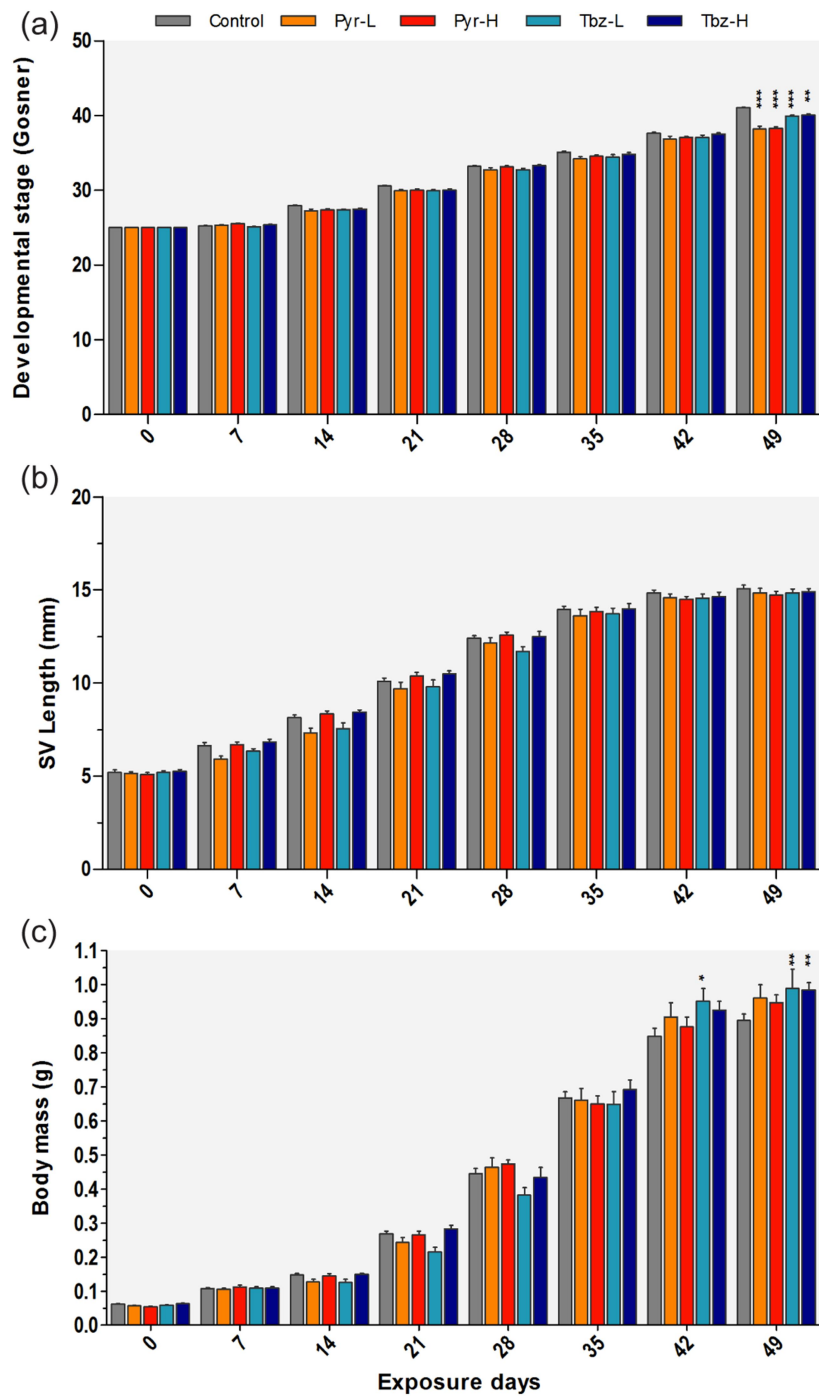 (a)
Control Pyr-L Pyr-H Tbz-L Tbz-H
Developmental stage (Gosner)
50
40
30
20
10
0
*** *** *** **
0 7 14 21 28 35 42 49
(b)
SV Length (mm)
20
15
10
5
0
0 7 14 21 28 35 42 49
(c)
Body mass (g)
1.1
1.0
0.9
0.8
0.7
0.6
0.5
0.4
0.3
0.2
0.1
0.0
* ** **
0 7 14 21 28 35 42 49
Exposure days